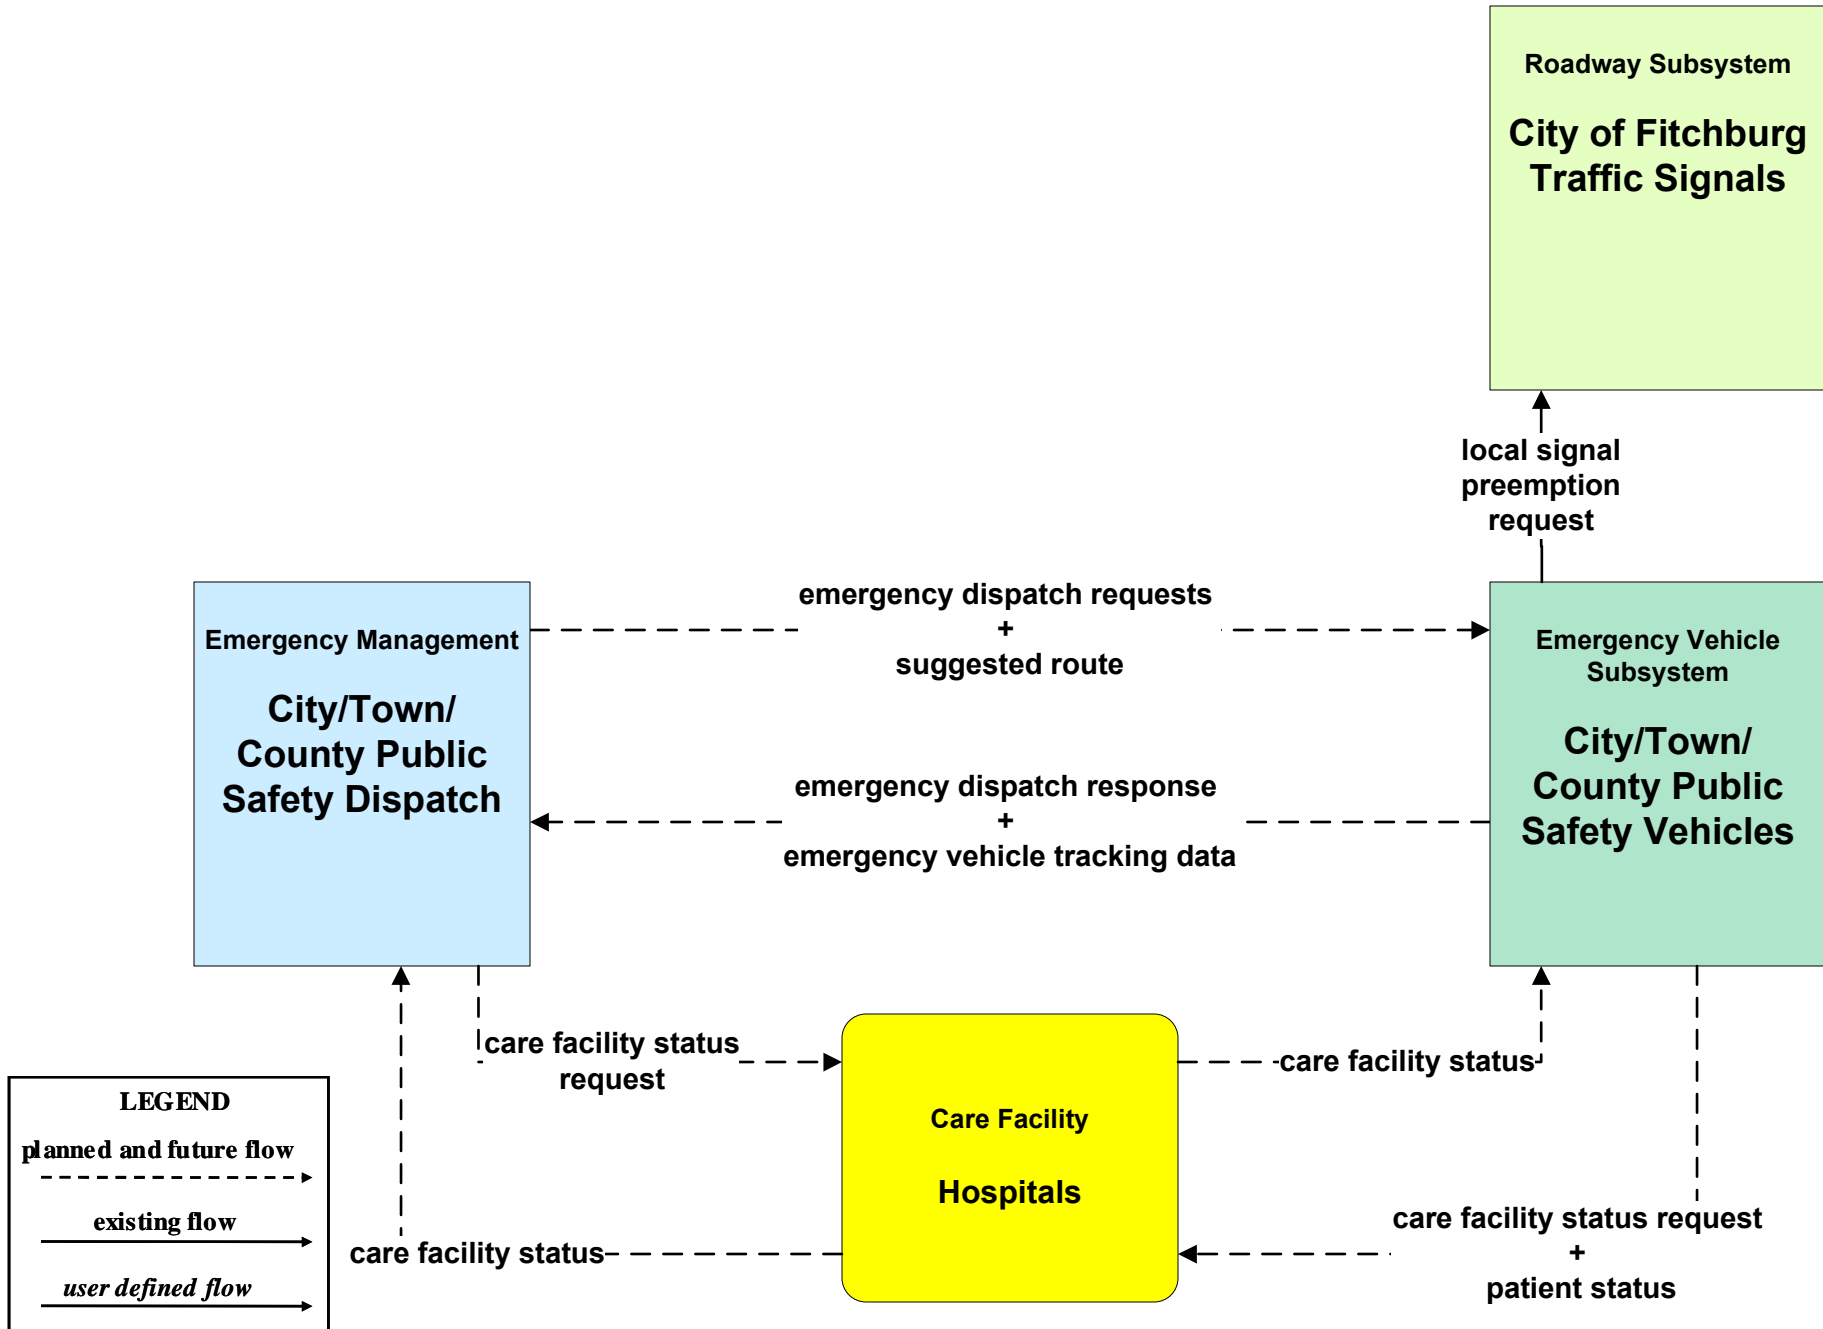 Roadway Subsystem
City of Fitchburg
Traffic Signals
local signal
preemption
request
emergency dispatch requests
+
suggested route
Emergency Management
City/Town/
County Public
Safety Dispatch
Emergency Vehicle
Subsystem
City/Town/
County Public
Safety Vehicles
emergency dispatch response
+
emergency vehicle tracking data
care facility status
request
care facility status
Care Facility
Hospitals
care facility status
care facility status request
+
patient status
LEGEND
planned and future flow
existing flow
user defined flow